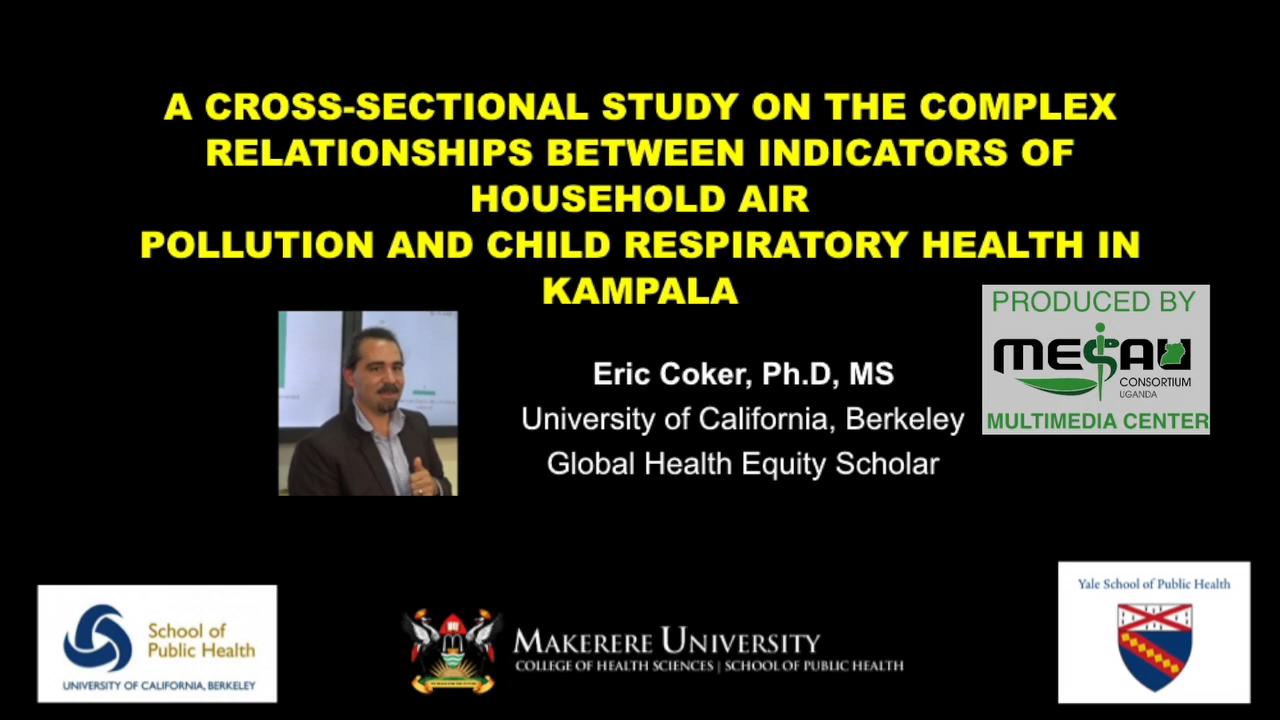 A CROSS-SECTIONAL STUDY ON THE COMPLEX
RELATIONSHIPS BETWEEN INDICATORS OF
HOUSEHOLD AIR
POLLUTION AND CHILD RESPIRATORY HEALTH IN
KAMPALA
PRODUCED BY
MESAU
CONSORTIUM
UGANDA
MULTIMEDIA CENTER
Eric Coker, Ph.D, MS
University of California, Berkeley
Global Health Equity Scholar
School of
Public Health
UNIVERSITY OF CALIFORNIA, BERKELEY
MAKERERE UNIVERSITY
COLLEGE OF HEALTH SCIENCES | SCHOOL OF PUBLIC HEALTH
Yale School of Public Health